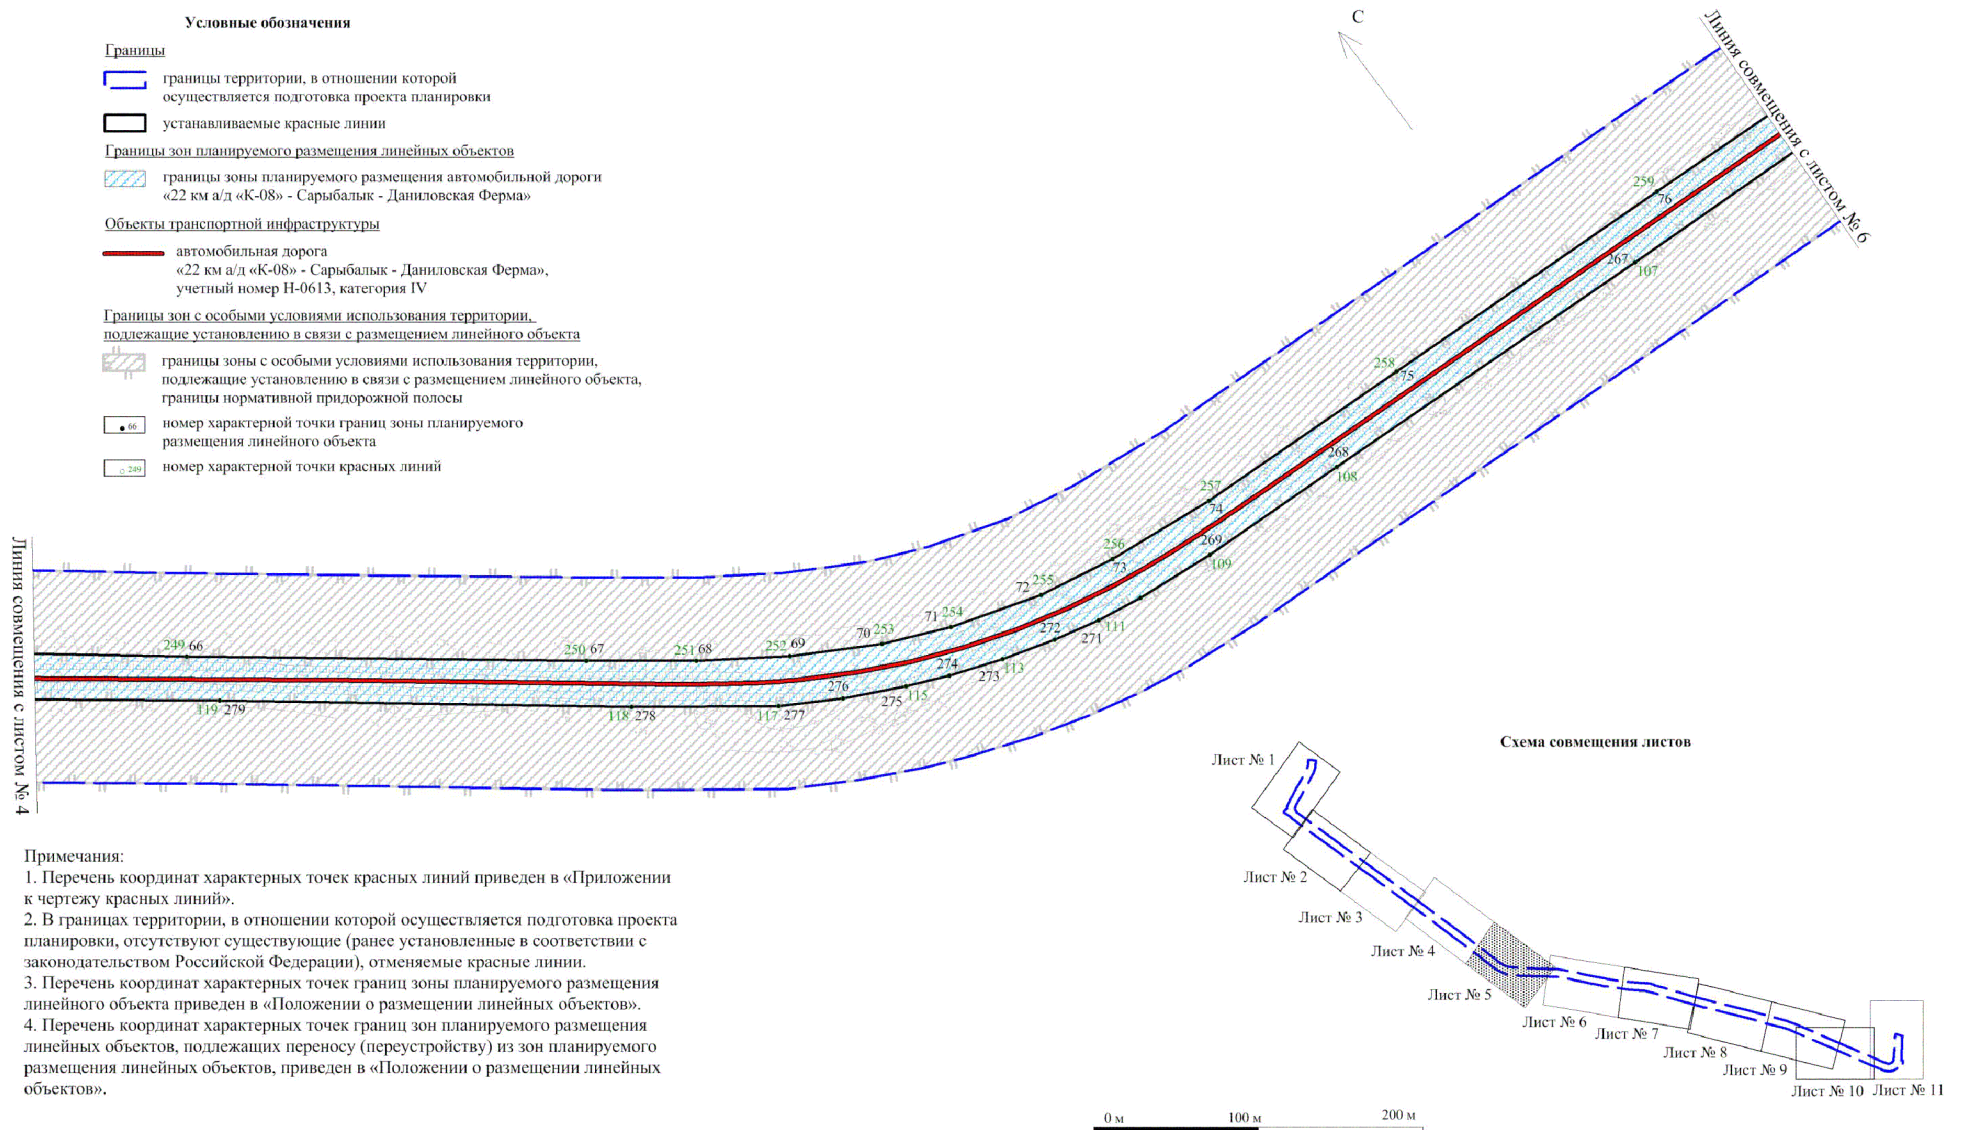 Условные обозначения
Границы
границы территории, в отношении которой
осуществляется подготовка проекта планировки
устанавливаемые красные линии
Границы зон планируемого размещения линейных объектов
границы зоны планируемого размещения автомобильной дороги
«22 км а/д «К-08» - Сарыбалык - Даниловская Ферма»
Объекты транспортной инфраструктуры
автомобильная дорога
«22 км а/д «К-08» - Сарыбалык - Даниловская Ферма»,
учетный номер Н-0613, категория IV
Границы зон с особыми условиями использования территории,
подлежащие установлению в связи с размещением линейного объекта
границы зоны с особыми условиями использования территории,
подлежащие установлению в связи с размещением линейного объекта,
границы нормативной придорожной полосы
66
номер характерной точки границ зоны планируемого
размещения линейного объекта
249
номер характерной точки красных линий
С
Линия совмещения с листом № 6
259
76
267
107
258
75
268
108
257
74
269
109
256
73
72 255
111
271
272
71 254
113
273
274
70 253
115
275
276
252 69
251 68
250 67
249 66
117 277
118 278
119 279
Линия совмещения с листом № 4
Схема совмещения листов
Лист № 1
Лист № 2
Лист № 3
Лист № 4
Лист № 5
Лист № 6
Лист № 7
Лист № 8
Лист № 9
Лист № 10
Лист № 11
Примечания:
1. Перечень координат характерных точек красных линий приведен в «Приложении
к чертежу красных линий».
2. В границах территории, в отношении которой осуществляется подготовка проекта
планировки, отсутствуют существующие (ранее установленные в соответствии с
законодательством Российской Федерации), отменяемые красные линии.
3. Перечень координат характерных точек границ зоны планируемого размещения
линейного объекта приведен в «Положении о размещении линейных объектов».
4. Перечень координат характерных точек границ зон планируемого размещения
линейных объектов, подлежащих переносу (переустройству) из зон планируемого
размещения линейных объектов, приведен в «Положении о размещении линейных
объектов».
0 м
100 м
200 м